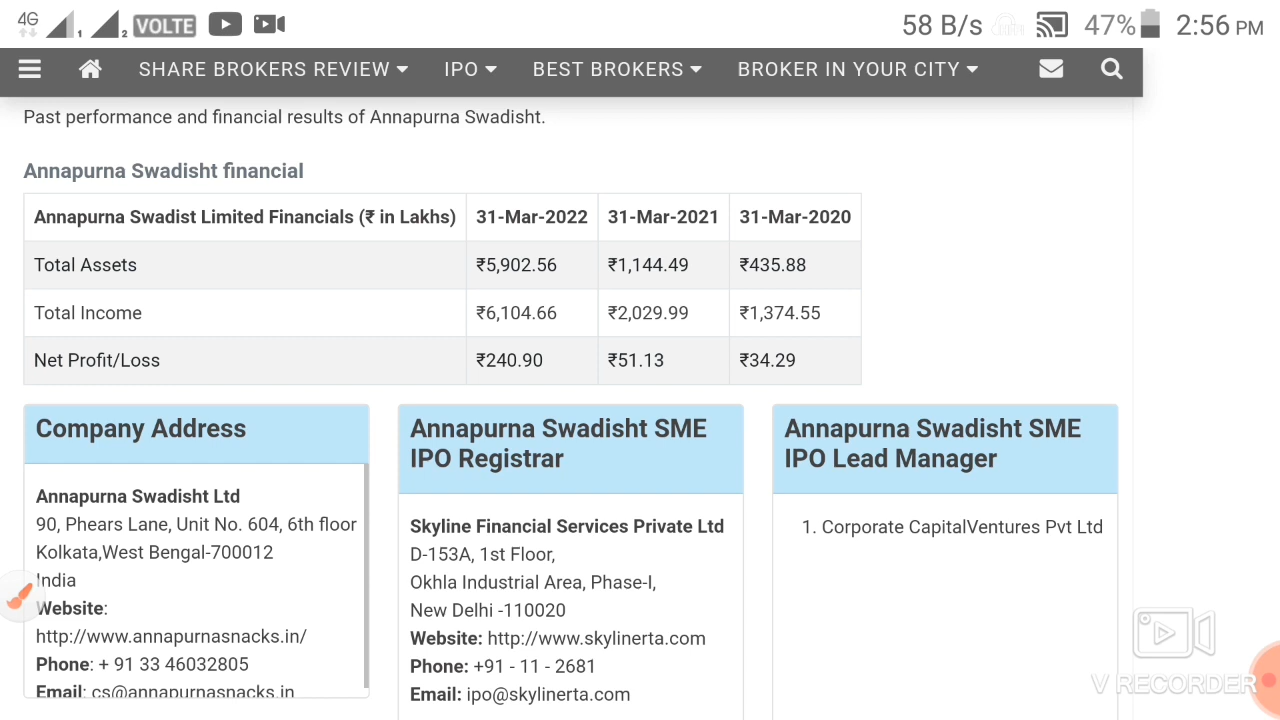 4G 1 2 VOLTE 58 B/s 47% 2:56 PM
SHARE BROKERS REVIEW IPO BEST BROKERS BROKER IN YOUR CITY
Past performance and financial results of Annapurna Swadisht.
Annapurna Swadisht financial
Annapurna Swadist Limited Financials (₹ in Lakhs) 31-Mar-2022 31-Mar-2021 31-Mar-2020
Total Assets ₹5,902.56 ₹1,144.49 ₹435.88
Total Income ₹6,104.66 ₹2,029.99 ₹1,374.55
Net Profit/Loss ₹240.90 ₹51.13 ₹34.29
Company Address
Annapurna Swadisht Ltd
90, Phears Lane, Unit No. 604, 6th floor
Kolkata,West Bengal-700012
India
Website:
http://www.annapurnasnacks.in/
Phone: + 91 33 46032805
Email: cs@annapurnasnacks.in
Annapurna Swadisht SME
IPO Registrar
Skyline Financial Services Private Ltd
D-153A, 1st Floor,
Okhla Industrial Area, Phase-I,
New Delhi -110020
Website: http://www.skylinerta.com
Phone: +91 - 11 - 2681
Email: ipo@skylinerta.com
Annapurna Swadisht SME
IPO Lead Manager
1. Corporate CapitalVentures Pvt Ltd
V RECORDER